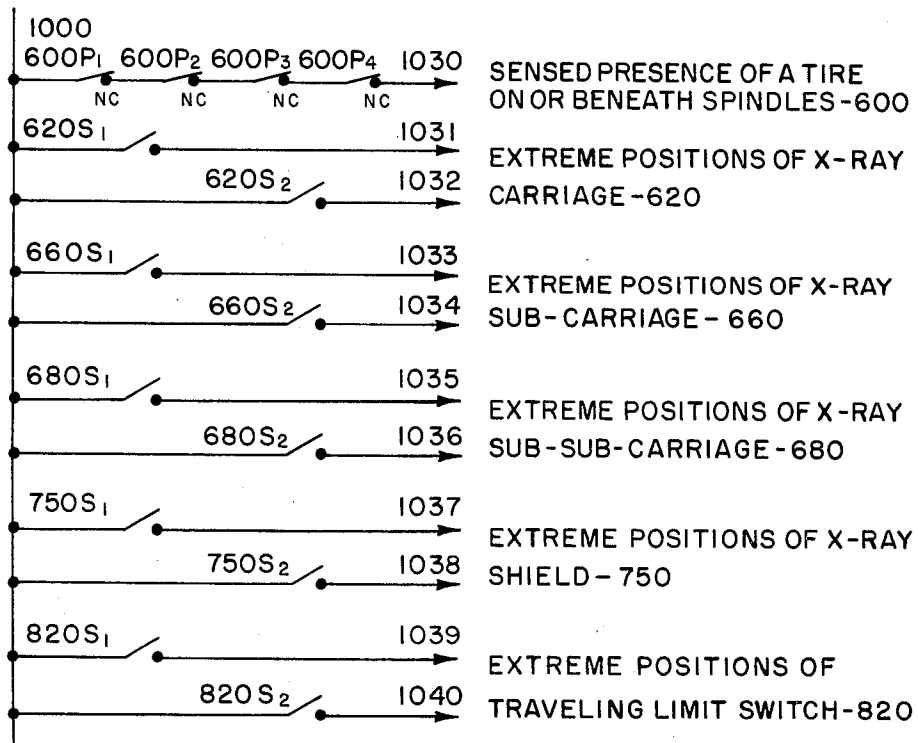 1000
600P₁ 600P₂ 600P₃ 600P₄ 1030
NC NC NC NC
SENSED PRESENCE OF A TIRE
ON OR BENEATH SPINDLES-600
620S₁ 1031
620S₂ 1032
EXTREME POSITIONS OF X-RAY
CARRIAGE-620
660S₁ 1033
660S₂ 1034
EXTREME POSITIONS OF X-RAY
SUB-CARRIAGE-660
680S₁ 1035
680S₂ 1036
EXTREME POSITIONS OF X-RAY
SUB-SUB-CARRIAGE-680
750S₁ 1037
750S₂ 1038
EXTREME POSITIONS OF X-RAY
SHIELD-750
820S₁ 1039
820S₂ 1040
EXTREME POSITIONS OF
TRAVELING LIMIT SWITCH-820